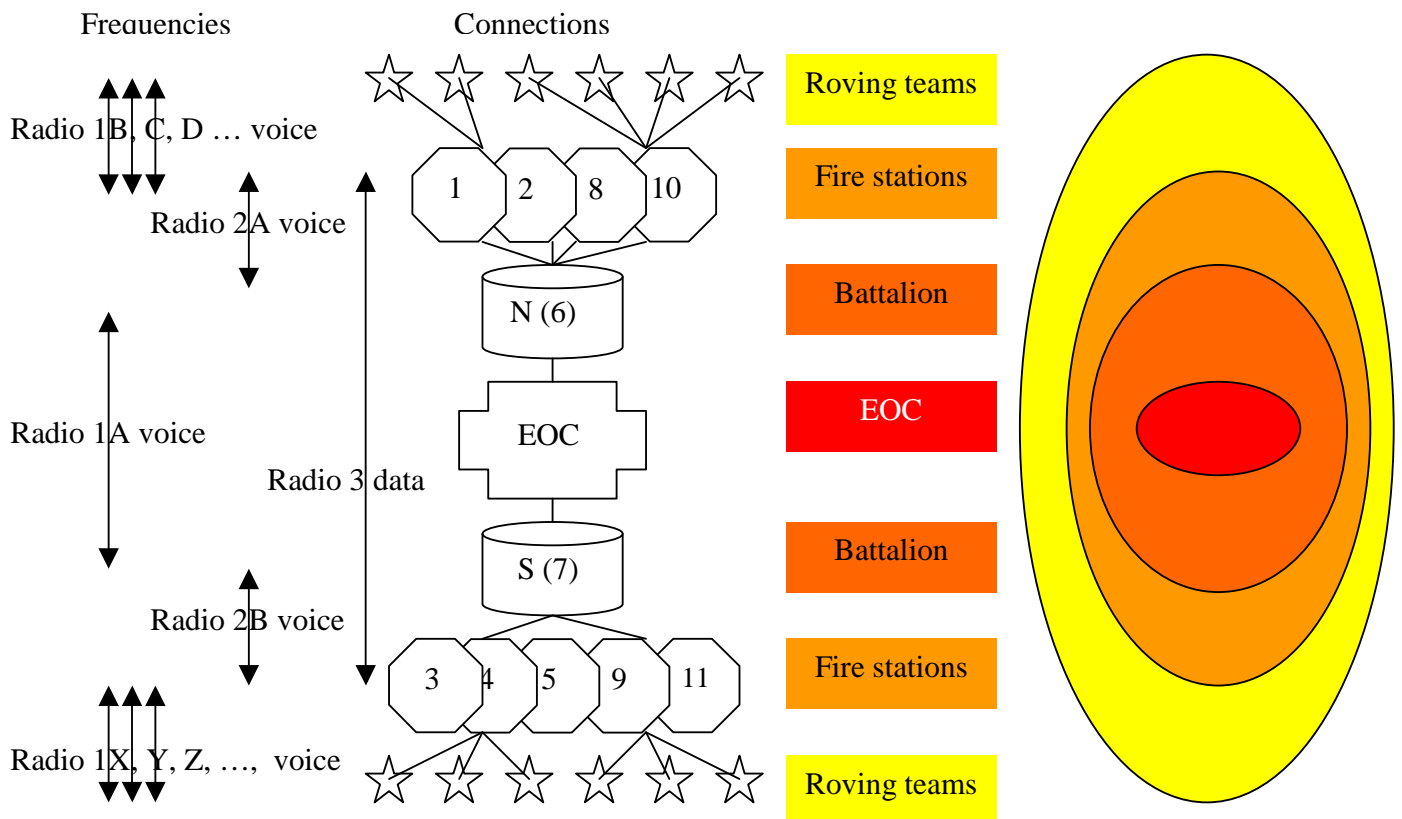 Frequencies
Connections
Roving teams
Radio 1B, C, D … voice
Fire stations
1
2
8
10
Radio 2A voice
Battalion
N (6)
EOC
Radio 1A voice
EOC
Radio 3 data
Battalion
S (7)
Radio 2B voice
Fire stations
3
4
5
9
11
Radio 1X, Y, Z, …, voice
Roving teams